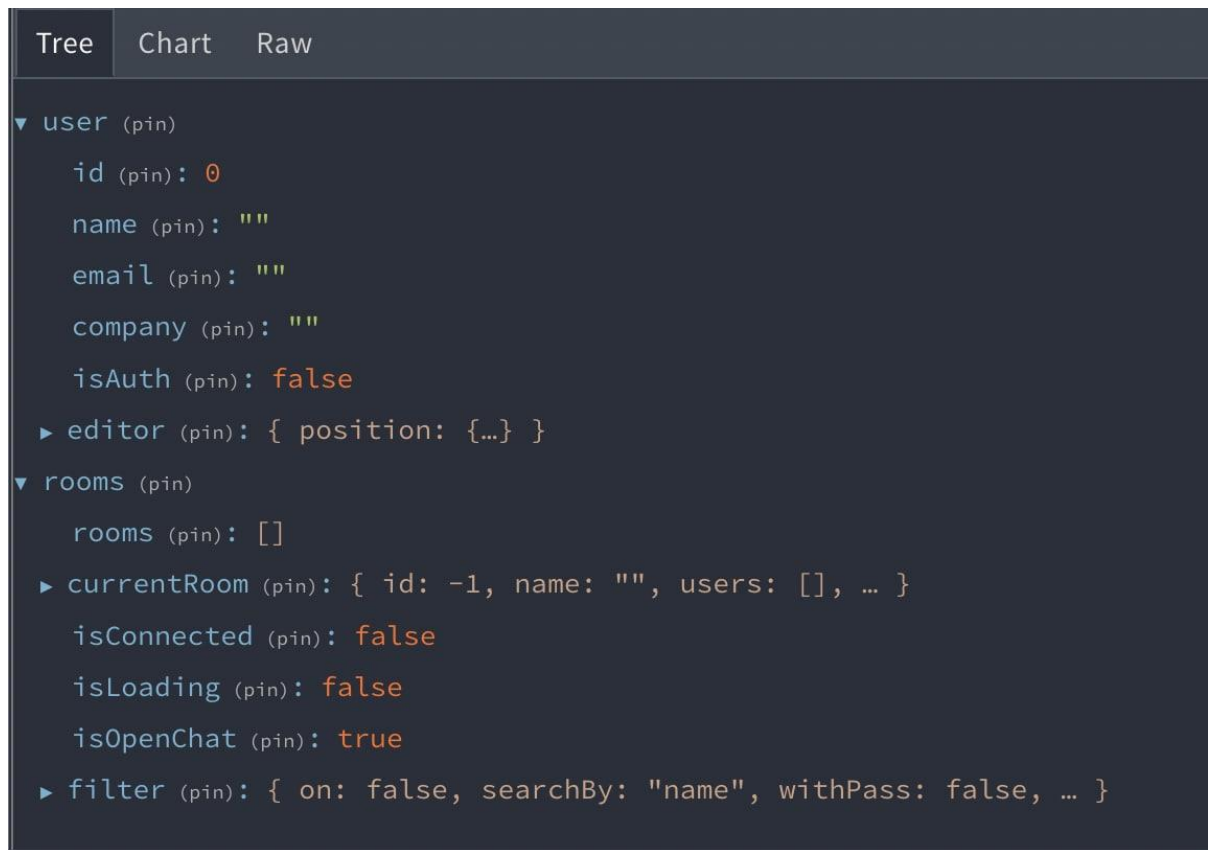 Tree Chart Raw
▼ user (pin)
id (pin): 0
name (pin): ""
email (pin): ""
company (pin): ""
isAuth (pin): false
▶ editor (pin): { position: {…} }
▼ rooms (pin)
rooms (pin): []
▶ currentRoom (pin): { id: -1, name: "", users: [], … }
isConnected (pin): false
isLoading (pin): false
isOpenChat (pin): true
▶ filter (pin): { on: false, searchBy: "name", withPass: false, … }